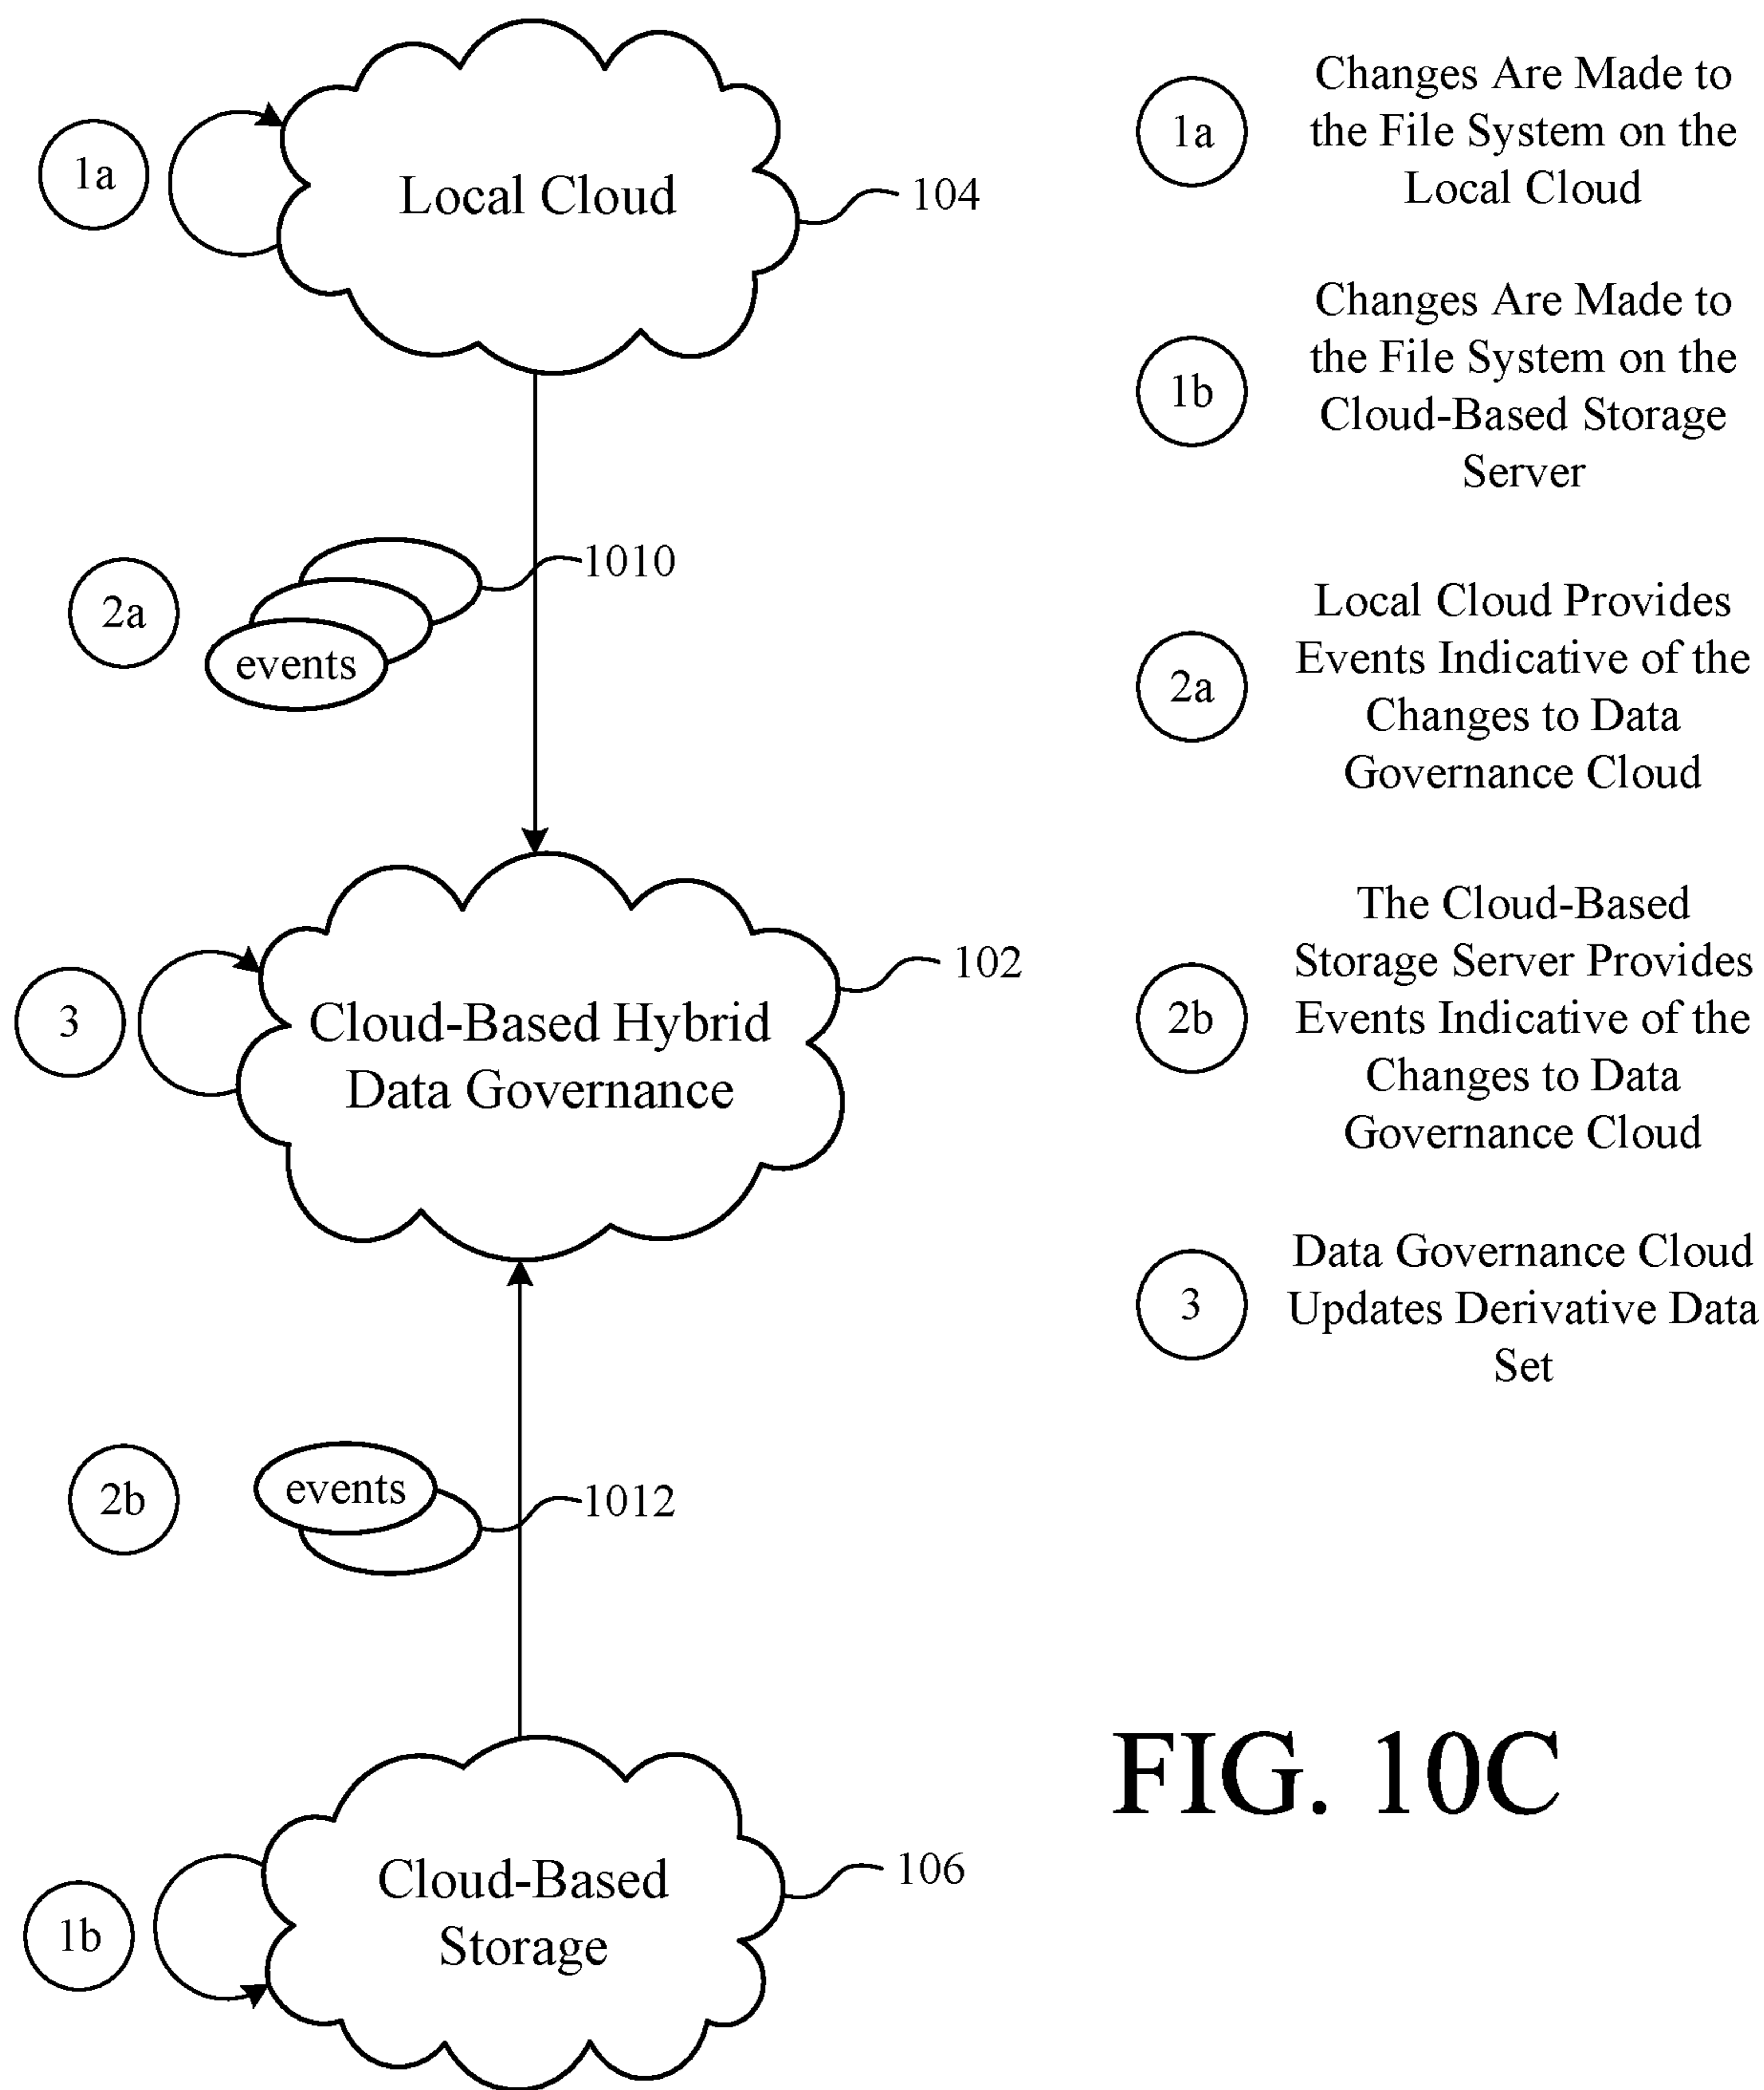 1a
Local Cloud
104
2a
events
1010
3
Cloud-Based Hybrid
Data Governance
102
2b
events
1012
1b
Cloud-Based
Storage
106
1a
Changes Are Made to
the File System on the
Local Cloud
1b
Changes Are Made to
the File System on the
Cloud-Based Storage
Server
2a
Local Cloud Provides
Events Indicative of the
Changes to Data
Governance Cloud
2b
The Cloud-Based
Storage Server Provides
Events Indicative of the
Changes to Data
Governance Cloud
3
Data Governance Cloud
Updates Derivative Data
Set
FIG. 10C